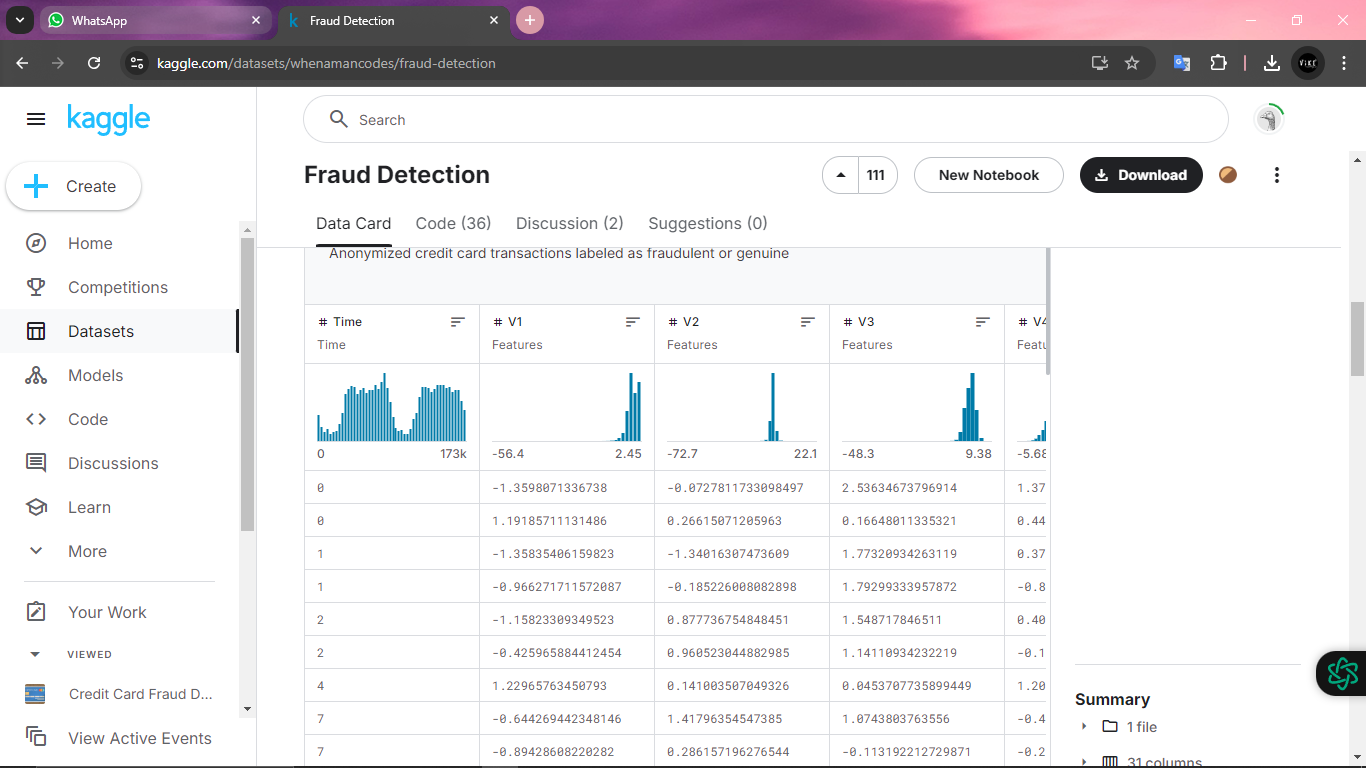 WhatsApp
Fraud Detection
kaggle.com/datasets/whenamancodes/fraud-detection
kaggle
Search
Create
Home
Competitions
Datasets
Models
Code
Discussions
Learn
More
Your Work
VIEWED
Credit Card Fraud D...
View Active Events
Fraud Detection
111
New Notebook
Download
Data Card Code (36) Discussion (2) Suggestions (0)
Anonymized credit card transactions labeled as fraudulent or genuine
# Time # V1 # V2 # V3 # V4
Time Features Features Features Featu
0 173k -56.4 2.45 -72.7 22.1 -48.3 9.38 -5.68
0 -1.3598071336738 -0.0727811733098497 2.53634673796914 1.37
0 1.19185711131486 0.26615071205963 0.16648011335321 0.44
1 -1.35835406159823 -1.34016307473609 1.77320934263119 0.37
1 -0.966271711572087 -0.185226008082898 1.79299333957872 -0.8
2 -1.15823309349523 0.877736754848451 1.548717846511 0.40
2 -0.425965884412454 0.960523044882985 1.14110934232219 -0.1
4 1.22965763450793 0.141003507049326 0.0453707735899449 1.20
7 -0.644269442348146 1.41796354547385 1.0743803763556 -0.4
7 -0.89428608220282 0.286157196276544 -0.113192212729871 -0.2
Summary
1 file
31 columns